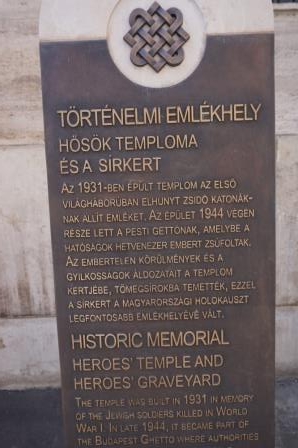 TÖRTÉNELMI EMLÉKHELY
HŐSÖK TEMPLOMA
ÉS A SÍRKERT
AZ 1931-BEN ÉPÜLT TEMPLOM AZ ELSŐ
VILÁGHÁBORÚBAN ELHUNYT ZSIDÓ KATONÁK-
NAK ÁLLÍT EMLÉKET. AZ ÉPÜLET 1944 VÉGÉN
RÉSZE LETT A PESTI GETTÓNAK, AMELYBE A
HATÓSÁGOK HETVENEZER EMBERT ZSÚFOLTAK.
AZ EMBERTELEN KÖRÜLMÉNYEK ÉS A
GYILKOSSÁGOK ÁLDOZATAIT A TEMPLOM
KERTJÉBE, TÖMEGSÍROKBA TEMETTÉK, EZZEL
A SÍRKERT A MAGYARORSZÁGI HOLOKAUSZT
LEGFONTOSABB EMLÉKHELYÉVÉ VÁLT.
HISTORIC MEMORIAL
HEROES' TEMPLE AND
HEROES' GRAVEYARD
THE TEMPLE WAS BUILT IN 1931 IN MEMORY
OF THE JEWISH SOLDIERS KILLED IN WORLD
WAR I. IN LATE 1944, IT BECAME PART OF
THE BUDAPEST GHETTO WHERE AUTHORITIES